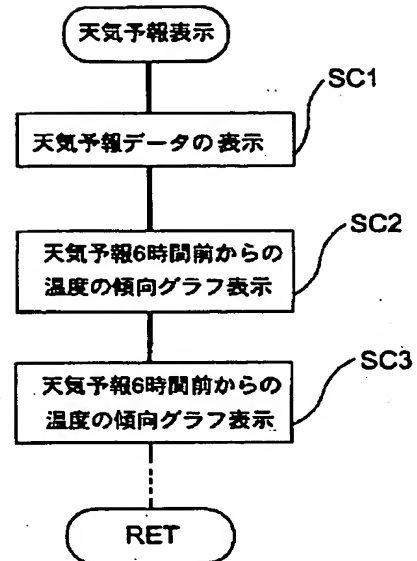 天気予報表示
SC1
天気予報データの表示
SC2
天気予報6時間前からの
温度の傾向グラフ表示
SC3
天気予報6時間前からの
温度の傾向グラフ表示
RET